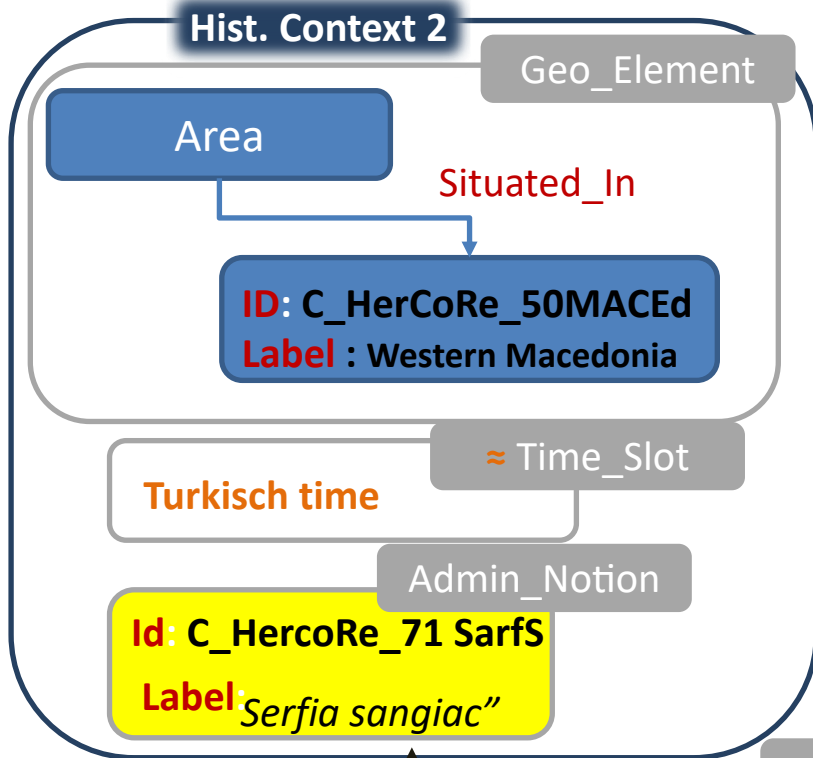 Hist. Context 2
Geo_Element
Area
Situated_In
ID: C_HerCoRe_50MACEd
Label : Western Macedonia
≈ Time_Slot
Turkisch time
Admin_Notion
Id: C_HercoRe_71 SarfS
Label: Serfia sangiac”